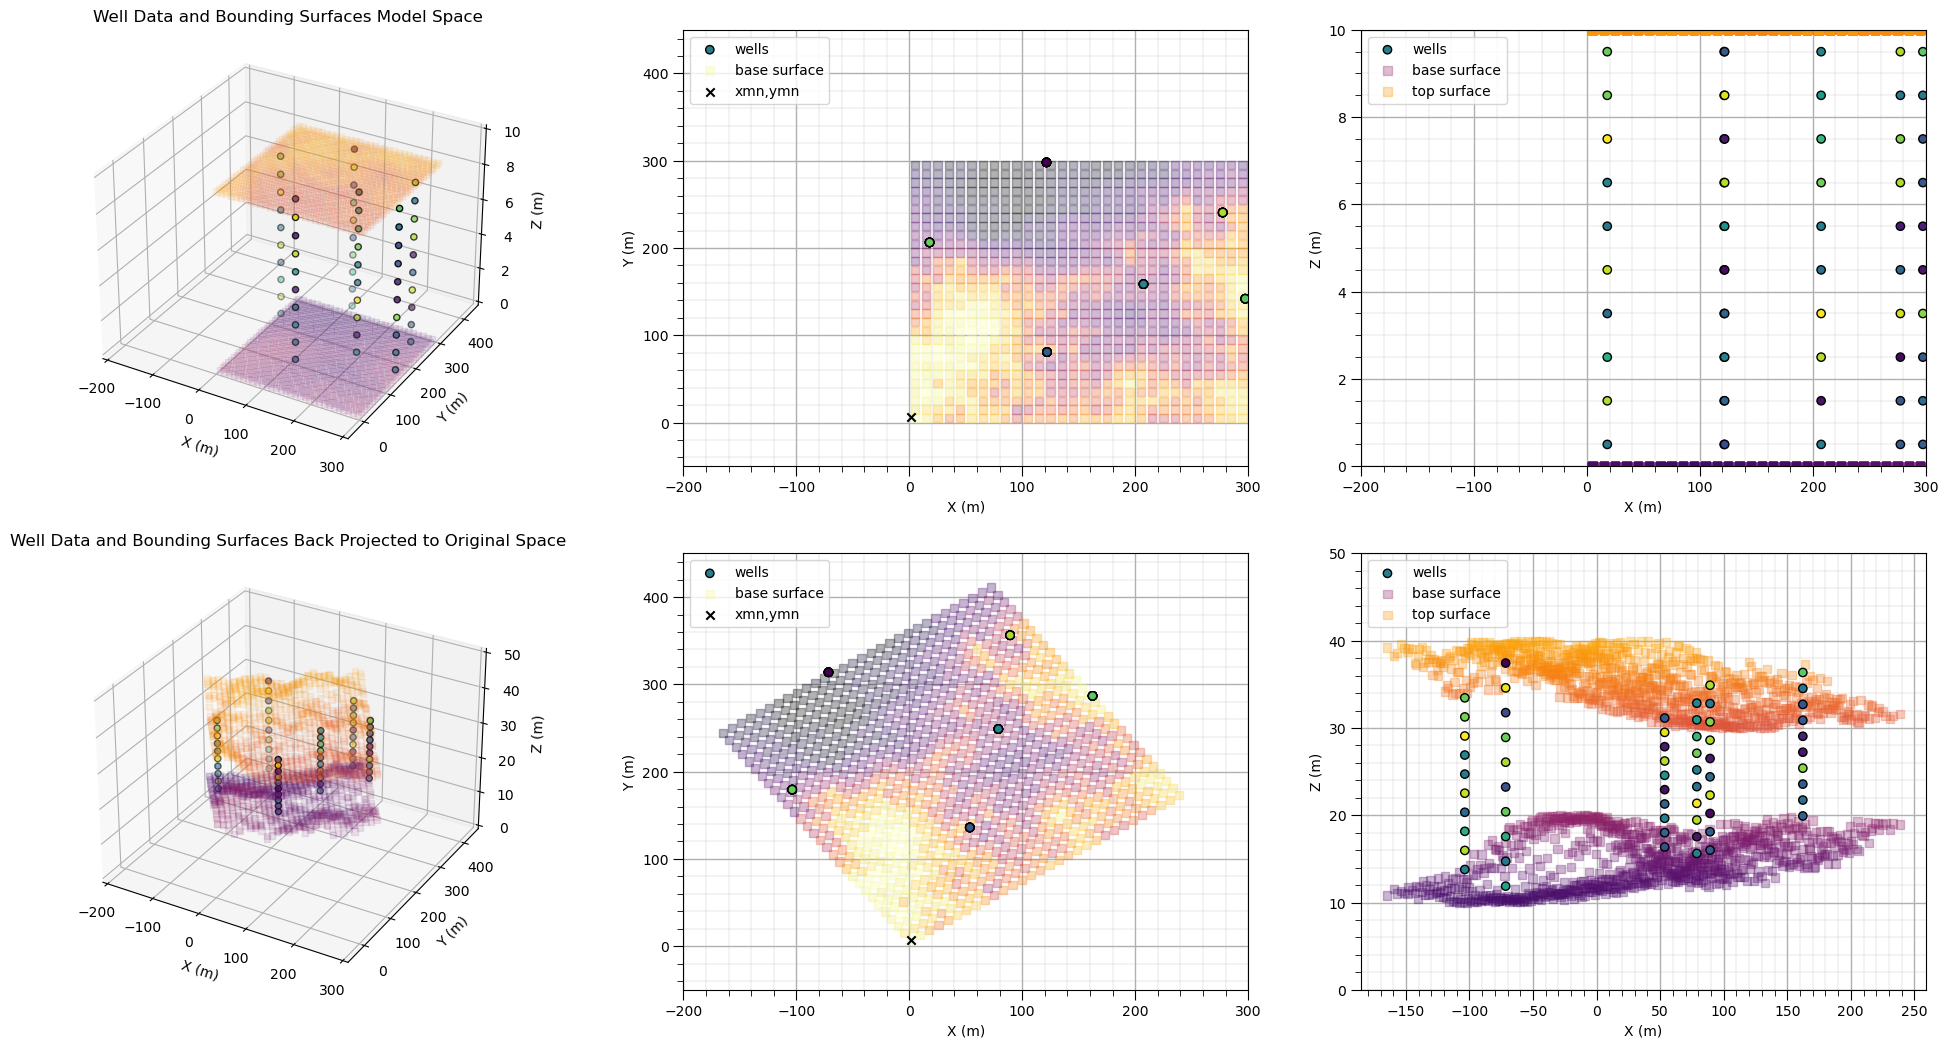 Well Data and Bounding Surfaces Model Space
10
8
6
4
2
0
Z (m)
−200
−100
0
100
200
300
X (m)
0
100
200
300
400
Y (m)
wells
base surface
xmn,ymn
400
300
200
100
0
Y (m)
−200
−100
0
100
200
300
X (m)
wells
base surface
top surface
10
8
6
4
2
0
Z (m)
−200
−100
0
100
200
300
X (m)
Well Data and Bounding Surfaces Back Projected to Original Space
50
40
30
20
10
0
Z (m)
−200
−100
0
100
200
300
X (m)
0
100
200
300
400
Y (m)
wells
base surface
xmn,ymn
400
300
200
100
0
Y (m)
−200
−100
0
100
200
300
X (m)
wells
base surface
top surface
50
40
30
20
10
0
Z (m)
−150
−100
−50
0
50
100
150
200
250
X (m)